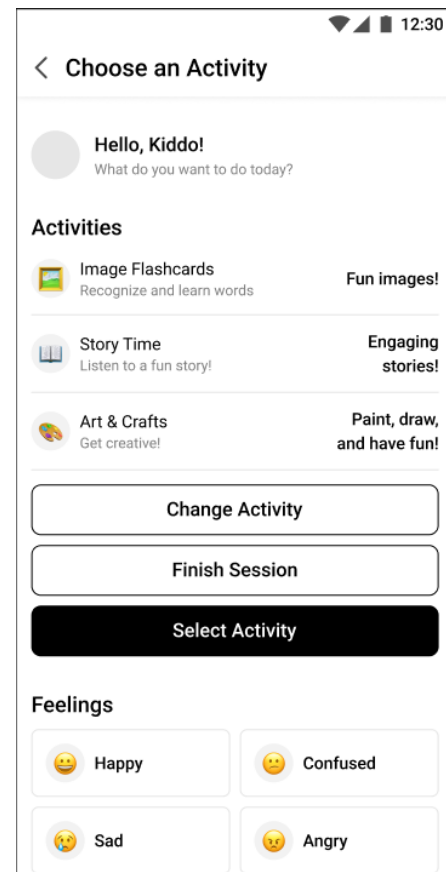 12:30
Choose an Activity
Hello, Kiddo!
What do you want to do today?
Activities
Image Flashcards
Recognize and learn words
Fun images!
Story Time
Listen to a fun story!
Engaging
stories!
Art & Crafts
Get creative!
Paint, draw,
and have fun!
Change Activity
Finish Session
Select Activity
Feelings
Happy
Confused
Sad
Angry